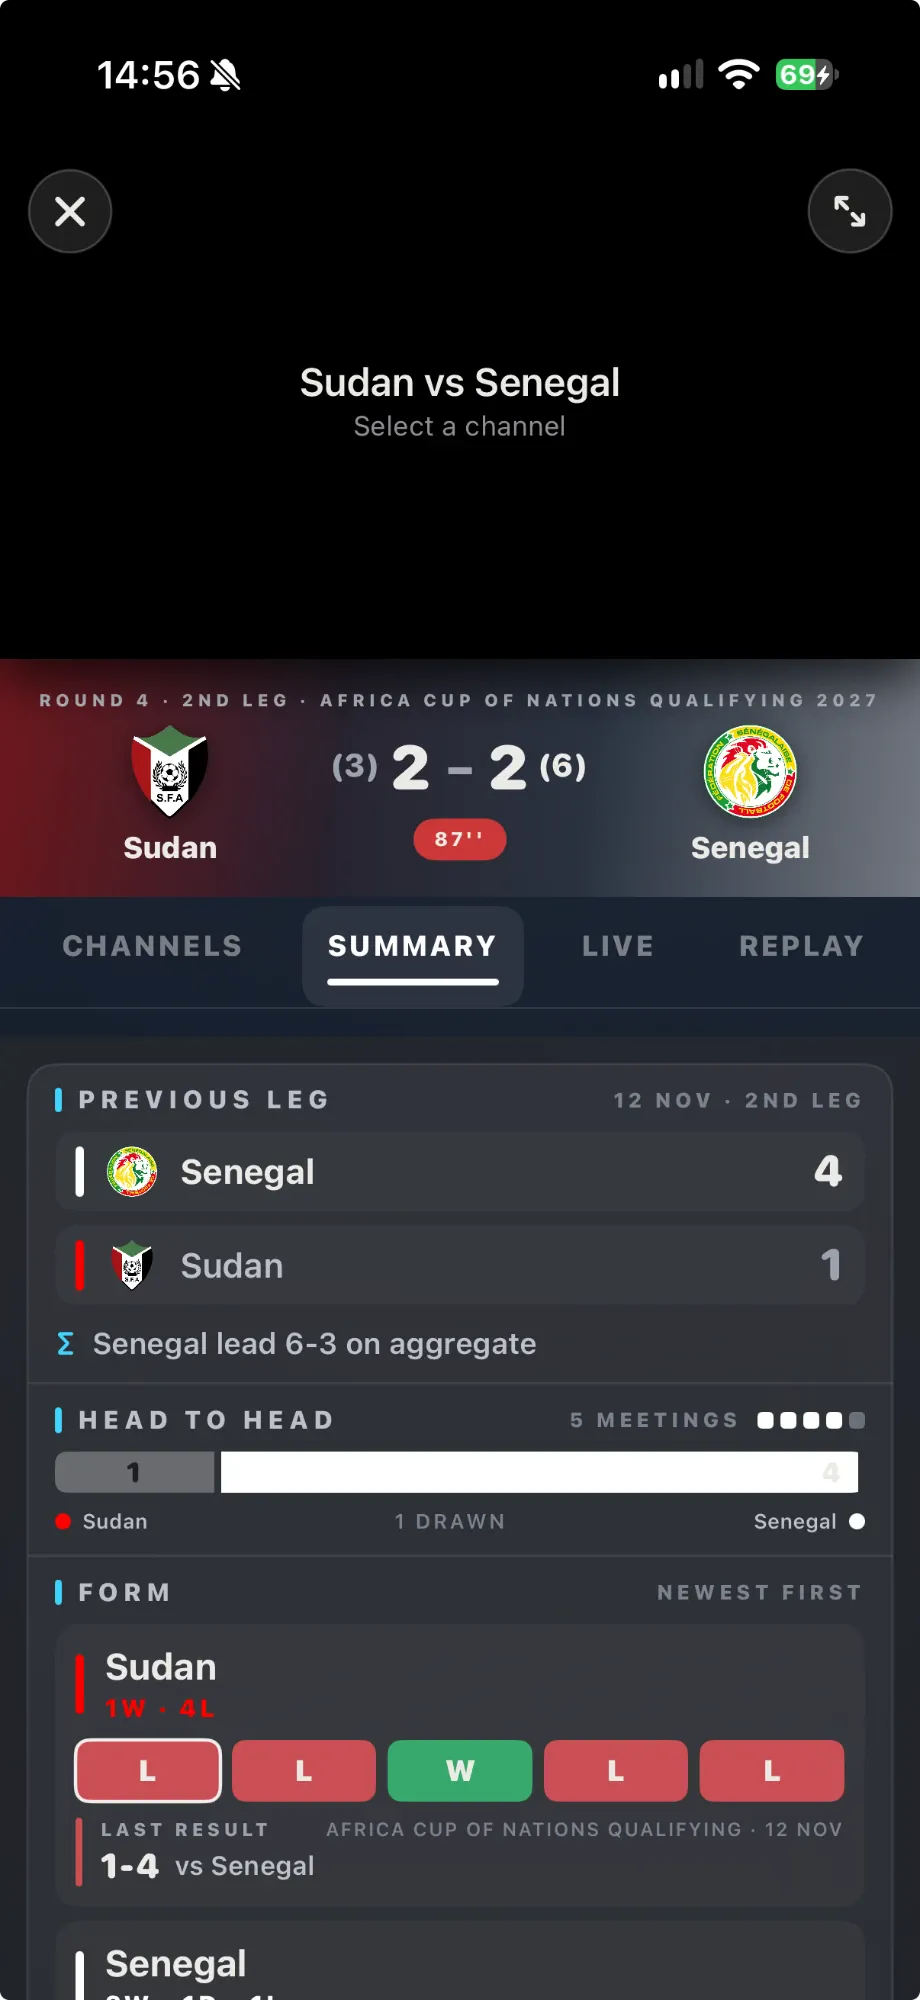 14:56
69
Sudan vs Senegal
Select a channel
ROUND 4 · 2ND LEG · AFRICA CUP OF NATIONS QUALIFYING 2027
(3) 2 – 2 (6)
S.F.A
87''
Sudan
Senegal
CHANNELS
SUMMARY
LIVE
REPLAY
PREVIOUS LEG
12 NOV · 2ND LEG
Senegal 4
Sudan 1
Σ Senegal lead 6-3 on aggregate
HEAD TO HEAD
5 MEETINGS
1
4
Sudan
1 DRAWN
Senegal
FORM
NEWEST FIRST
Sudan
1W · 4L
L L W L L
LAST RESULT
AFRICA CUP OF NATIONS QUALIFYING · 12 NOV
1-4 vs Senegal
Senegal